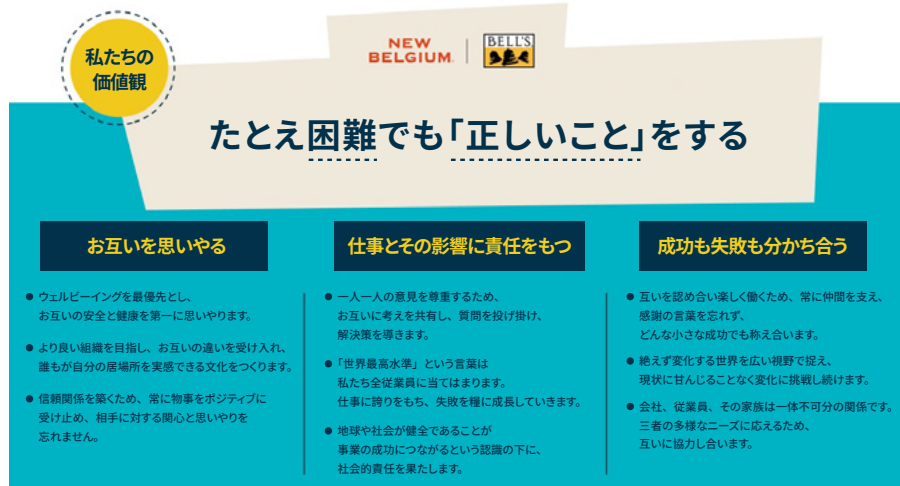 私たちの
価値観
NEW
BELGIUM
BELL'S
たとえ困難でも「正しいこと」をする
お互いを思いやる
● ウェルビーイングを最優先とし、
お互いの安全と健康を第一に思いやります。
● より良い組織を目指し、お互いの違いを受け入れ、
誰もが自分の居場所を実感できる文化をつくります。
● 信頼関係を築くため、常に物事をポジティブに
受け止め、相手に対する関心と思いやりを
忘れません。
仕事とその影響に責任をもつ
● 一人一人の意見を尊重するため、
お互いに考えを共有し、質問を投げ掛け、
解決策を導きます。
● 「世界最高水準」という言葉は
私たち全従業員に当てはまります。
仕事に誇りをもち、失敗を糧に成長していきます。
● 地球や社会が健全であることが
事業の成功につながるという認識の下に、
社会的責任を果たします。
成功も失敗も分かち合う
● 互いを認め合い楽しく働くため、常に仲間を支え、
感謝の言葉を忘れず、
どんな小さな成功でも称え合います。
● 絶えず変化する世界を広い視野で捉え、
現状に甘んじることなく変化に挑戦し続けます。
● 会社、従業員、その家族は一体不可分の関係です。
三者の多様なニーズに応えるため、
互いに協力し合います。